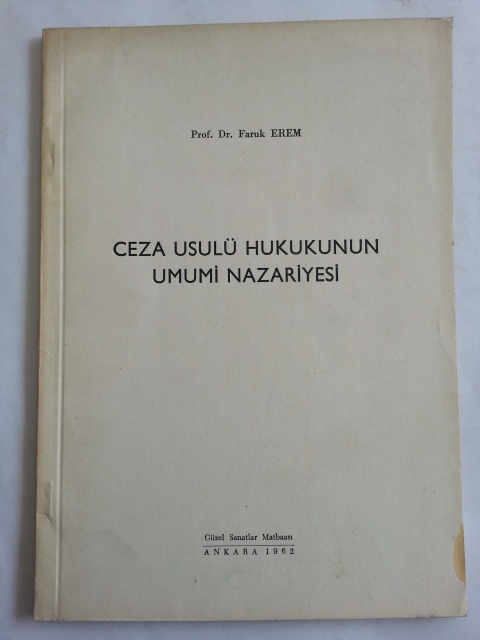 Prof. Dr. Faruk EREM
CEZA USULÜ HUKUKUNUN
UMUMİ NAZARİYESİ
Güzel Sanatlar Matbaası
ANKARA 1962